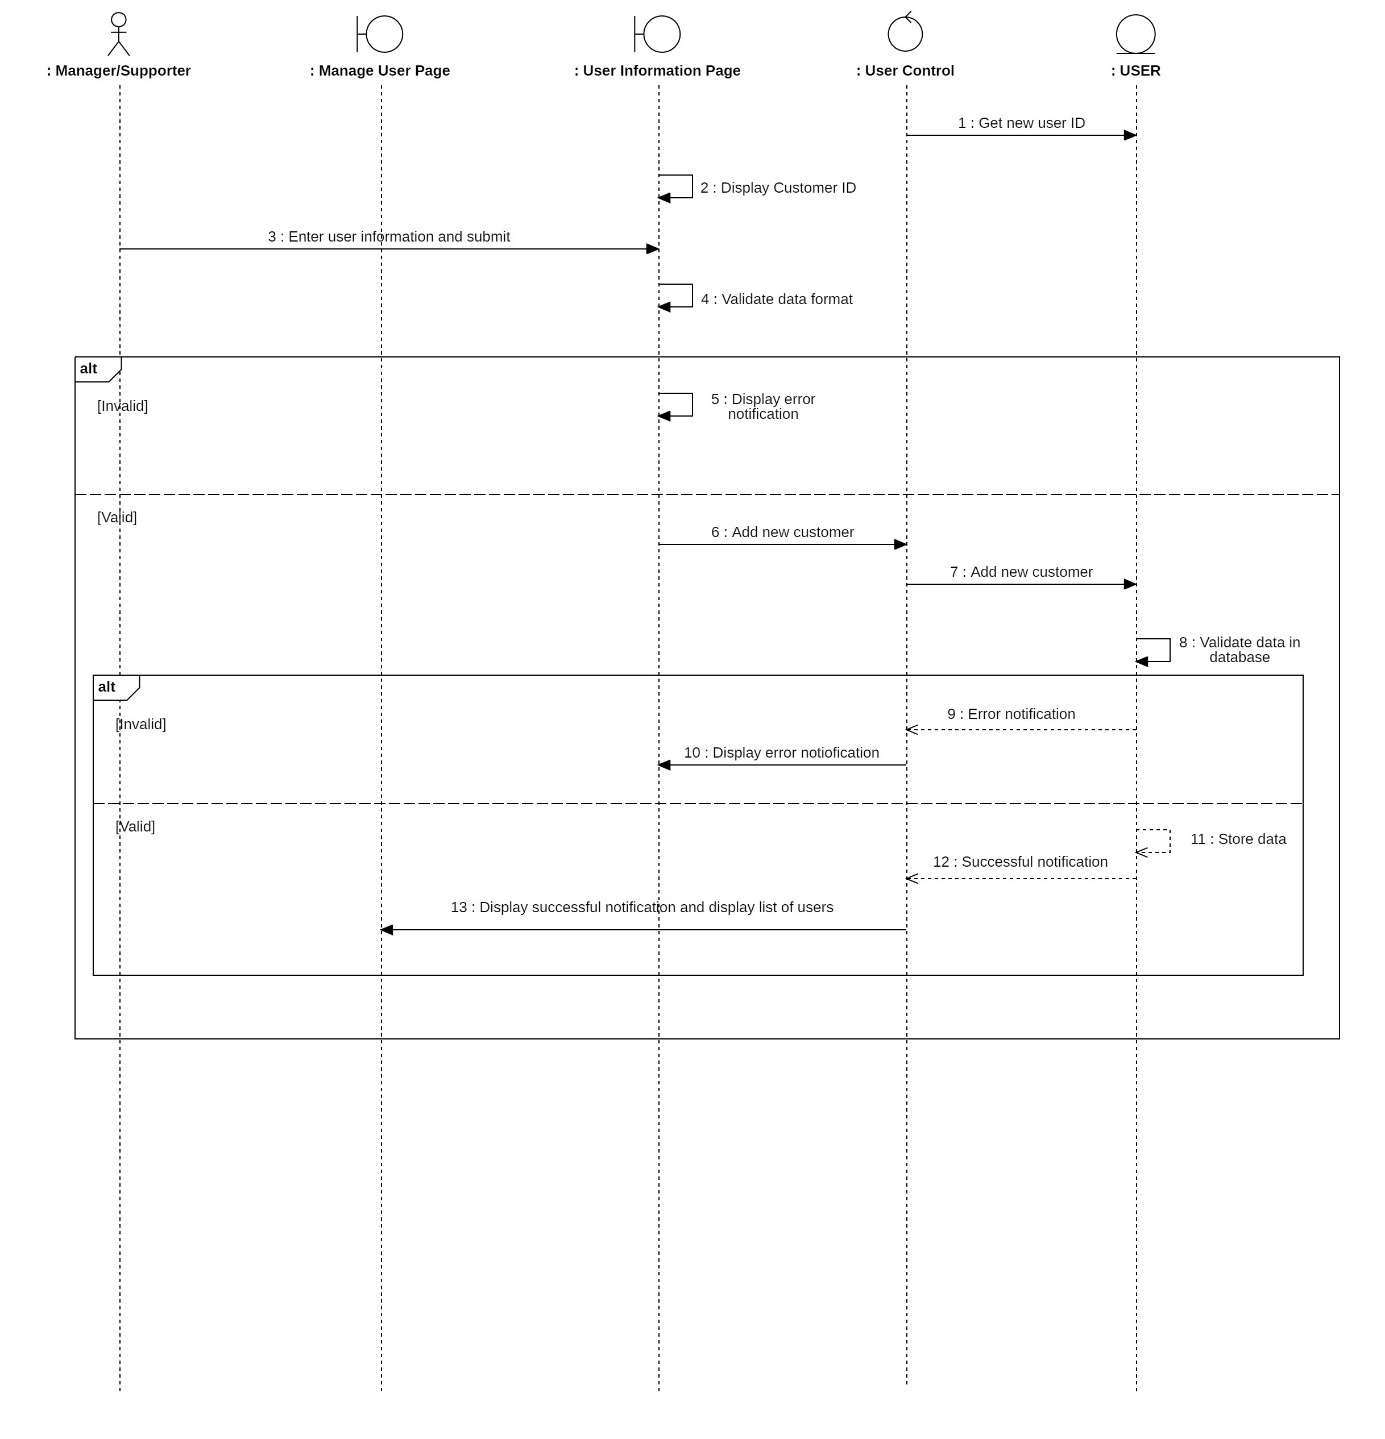 : Manager/Supporter
: Manage User Page
: User Information Page
: User Control
: USER
1 : Get new user ID
2 : Display Customer ID
3 : Enter user information and submit
4 : Validate data format
alt
[Invalid]
5 : Display error
notification
[Valid]
6 : Add new customer
7 : Add new customer
8 : Validate data in
database
alt
[Invalid]
9 : Error notification
10 : Display error notiofication
[Valid]
11 : Store data
12 : Successful notification
13 : Display successful notification and display list of users